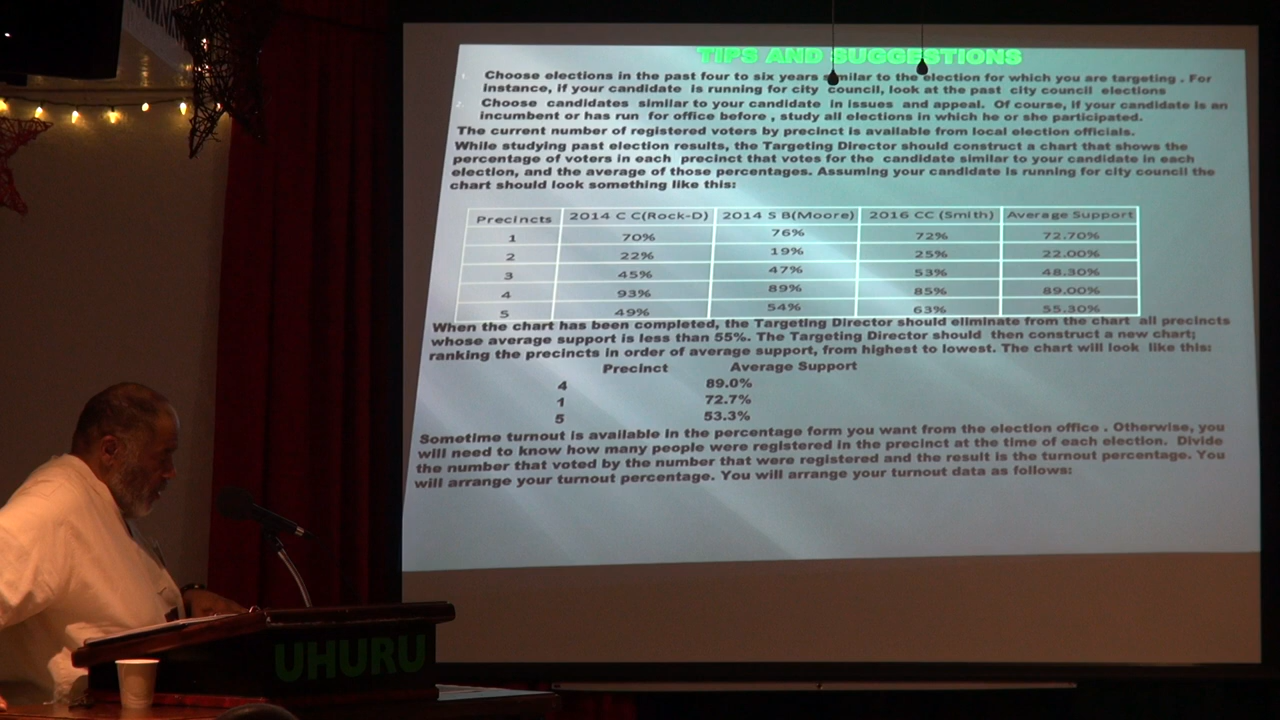 TIPS AND SUGGESTIONS
Choose elections in the past four to six years similar to the election for which you are targeting . For
instance, if your candidate is running for city council, look at the past city council elections
Choose candidates similar to your candidate in issues and appeal. Of course, if your candidate is an
incumbent or has run for office before , study all elections in which he or she participated.
The current number of registered voters by precinct is available from local election officials.
While studying past election results, the Targeting Director should construct a chart that shows the
percentage of voters in each precinct that votes for the candidate similar to your candidate in each
election, and the average of those percentages. Assuming your candidate is running for city council the
chart should look something like this:
Precincts 2014 C C(Rock-D) 2014 S B(Moore) 2016 CC (Smith) Average Support
1 70% 76% 72% 72.70%
2 22% 19% 25% 22.00%
3 45% 47% 53% 48.30%
4 93% 89% 85% 89.00%
5 49% 54% 63% 55.30%
When the chart has been completed, the Targeting Director should eliminate from the chart all precincts
whose average support is less than 55%. The Targeting Director should then construct a new chart;
ranking the precincts in order of average support, from highest to lowest. The chart will look like this:
Precinct Average Support
4 89.0%
1 72.7%
5 53.3%
Sometime turnout is available in the percentage form you want from the election office . Otherwise, you
will need to know how many people were registered in the precinct at the time of each election. Divide
the number that voted by the number that were registered and the result is the turnout percentage. You
will arrange your turnout percentage. You will arrange your turnout data as follows:
UHURU